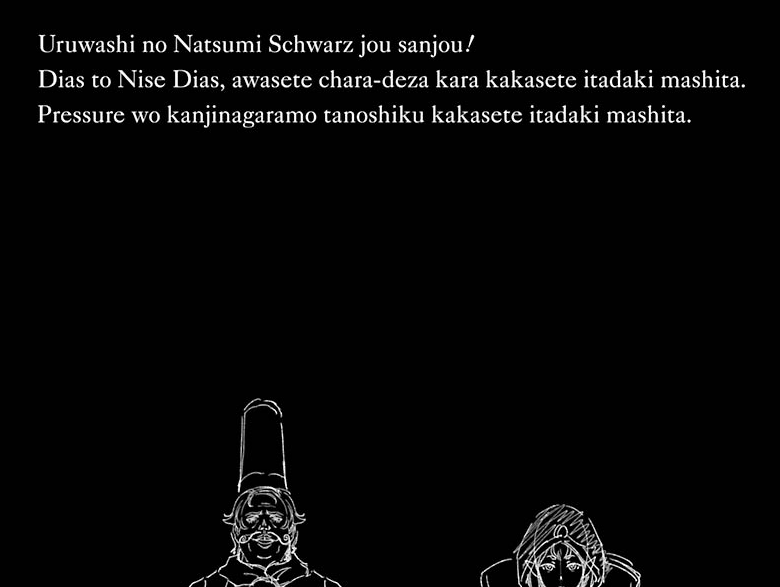 Uruwashi no Natsumi Schwarz jou sanjou!
Dias to Nise Dias, awasete chara-deza kara kakasete itadaki mashita.
Pressure wo kanjinagaramo tanoshiku kakasete itadaki mashita.